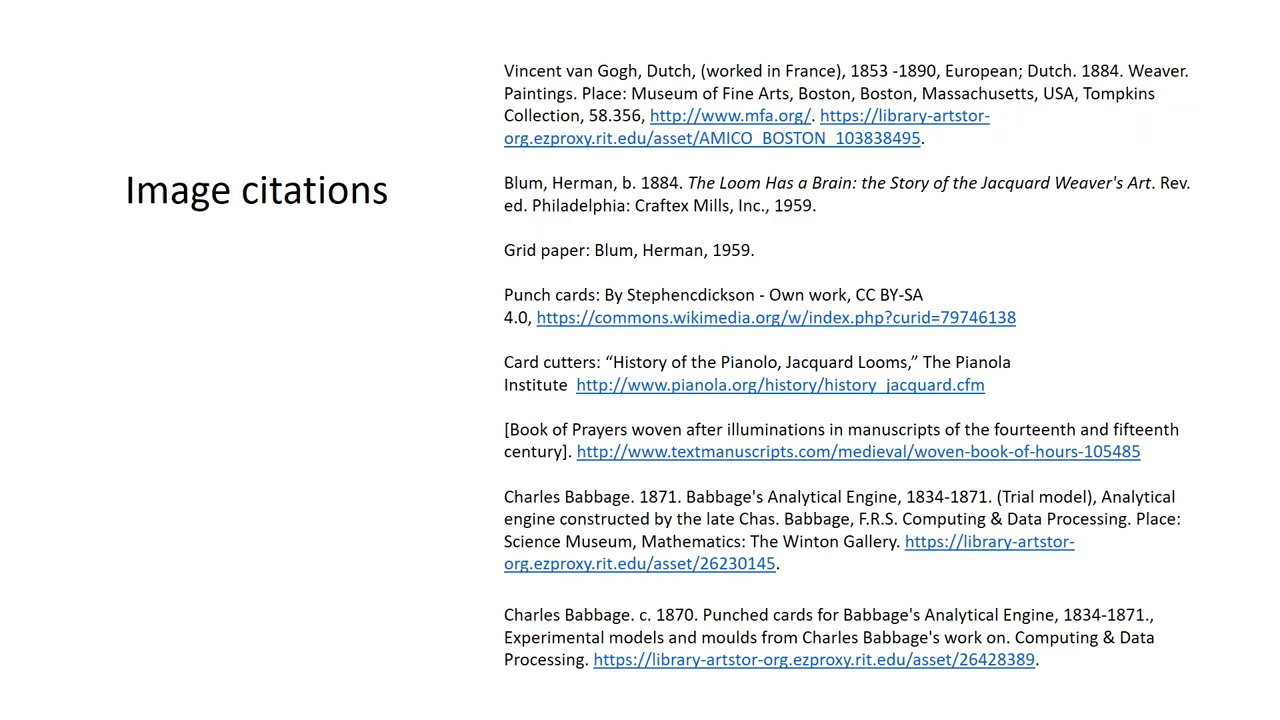 Image citations
Vincent van Gogh, Dutch, (worked in France), 1853 -1890, European; Dutch. 1884. Weaver.
Paintings. Place: Museum of Fine Arts, Boston, Boston, Massachusetts, USA, Tompkins
Collection, 58.356, http://www.mfa.org/. https://library-artstor-
org.ezproxy.rit.edu/asset/AMICO_BOSTON_103838495.
Blum, Herman, b. 1884. The Loom Has a Brain: the Story of the Jacquard Weaver's Art. Rev.
ed. Philadelphia: Craftex Mills, Inc., 1959.
Grid paper: Blum, Herman, 1959.
Punch cards: By Stephencdickson - Own work, CC BY-SA
4.0, https://commons.wikimedia.org/w/index.php?curid=79746138
Card cutters: “History of the Pianolo, Jacquard Looms,” The Pianola
Institute http://www.pianola.org/history/history_jacquard.cfm
[Book of Prayers woven after illuminations in manuscripts of the fourteenth and fifteenth
century]. http://www.textmanuscripts.com/medieval/woven-book-of-hours-105485
Charles Babbage. 1871. Babbage's Analytical Engine, 1834-1871. (Trial model), Analytical
engine constructed by the late Chas. Babbage, F.R.S. Computing & Data Processing. Place:
Science Museum, Mathematics: The Winton Gallery. https://library-artstor-
org.ezproxy.rit.edu/asset/26230145.
Charles Babbage. c. 1870. Punched cards for Babbage's Analytical Engine, 1834-1871.,
Experimental models and moulds from Charles Babbage's work on. Computing & Data
Processing. https://library-artstor-org.ezproxy.rit.edu/asset/26428389.